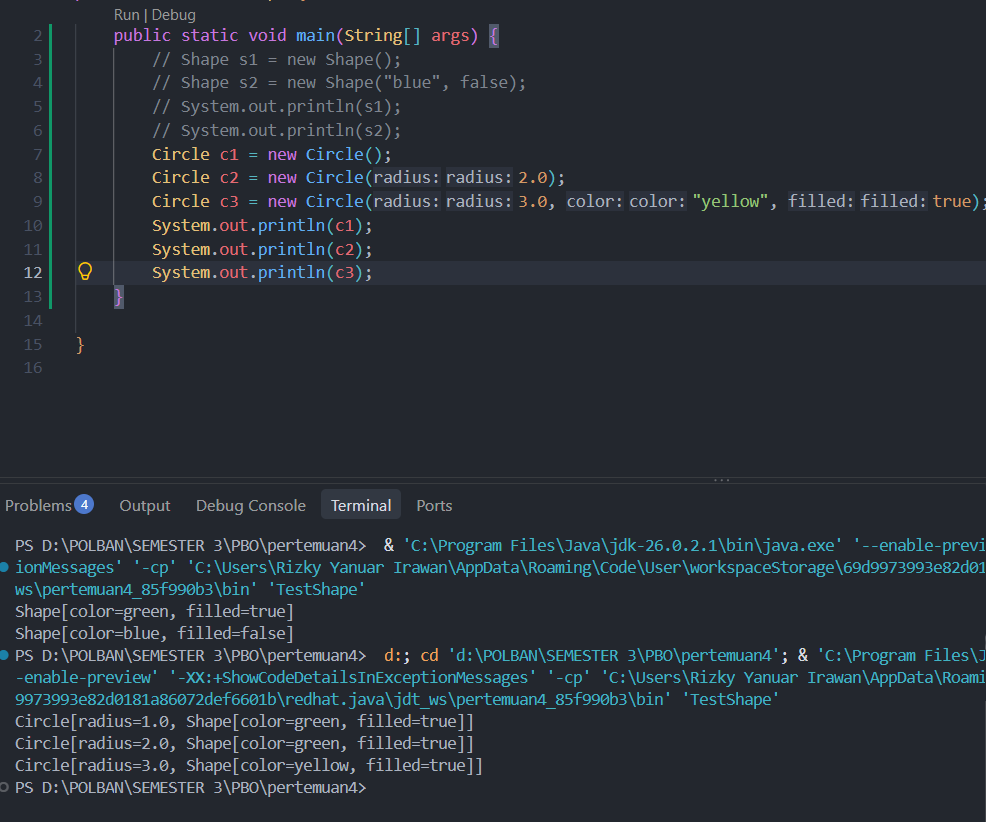 Run | Debug
2 public static void main(String[] args) {
3 // Shape s1 = new Shape();
4 // Shape s2 = new Shape("blue", false);
5 // System.out.println(s1);
6 // System.out.println(s2);
7 Circle c1 = new Circle();
8 Circle c2 = new Circle(radius: radius: 2.0);
9 Circle c3 = new Circle(radius: radius: 3.0, color: color: "yellow", filled: filled: true);
10 System.out.println(c1);
11 System.out.println(c2);
12 System.out.println(c3);
13 }
14
15 }
16
Problems 4 Output Debug Console Terminal Ports
PS D:\POLBAN\SEMESTER 3\PBO\pertemuan4> & 'C:\Program Files\Java\jdk-26.0.2.1\bin\java.exe' '--enable-previ
ionMessages' '-cp' 'C:\Users\Rizky Yanuar Irawan\AppData\Roaming\Code\User\workspaceStorage\69d9973993e82d01
ws\pertemuan4_85f990b3\bin' 'TestShape'
Shape[color=green, filled=true]
Shape[color=blue, filled=false]
PS D:\POLBAN\SEMESTER 3\PBO\pertemuan4> d:; cd 'd:\POLBAN\SEMESTER 3\PBO\pertemuan4'; & 'C:\Program Files\J
-enable-preview' '-XX:+ShowCodeDetailsInExceptionMessages' '-cp' 'C:\Users\Rizky Yanuar Irawan\AppData\Roami
9973993e82d0181a86072def6601b\redhat.java\jdt_ws\pertemuan4_85f990b3\bin' 'TestShape'
Circle[radius=1.0, Shape[color=green, filled=true]]
Circle[radius=2.0, Shape[color=green, filled=true]]
Circle[radius=3.0, Shape[color=yellow, filled=true]]
PS D:\POLBAN\SEMESTER 3\PBO\pertemuan4>